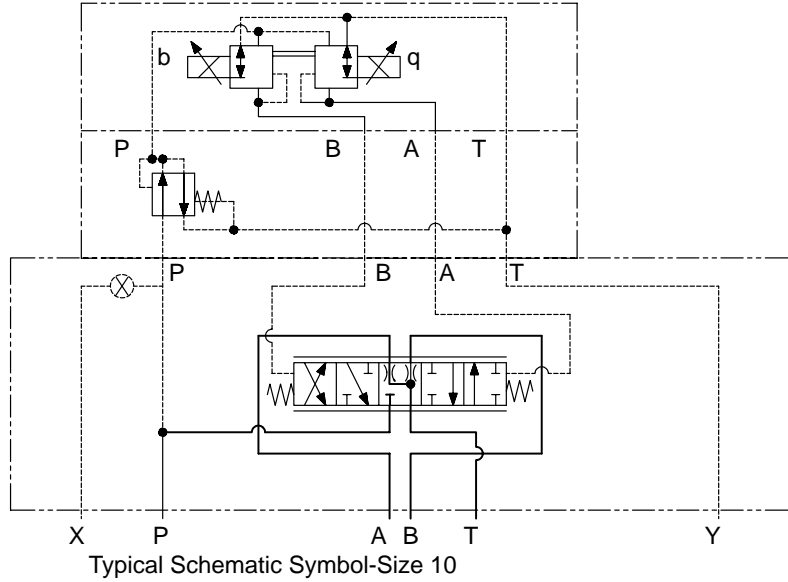 b q
P B A T
P B A T
X P A B T Y
Typical Schematic Symbol-Size 10